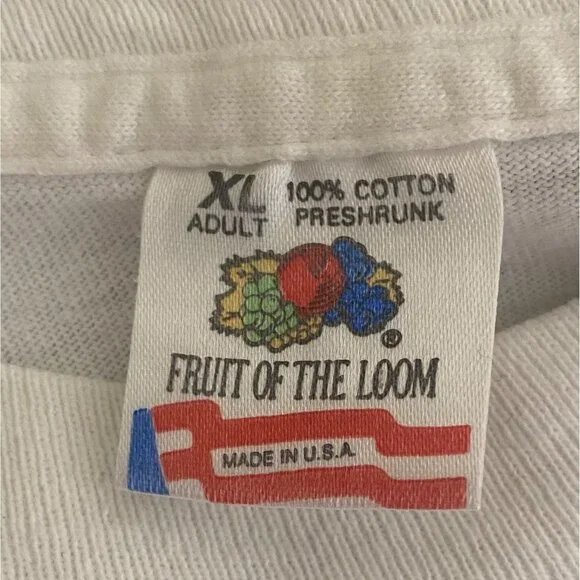 XL 100% COTTON
ADULT PRESHRUNK
®
FRUIT OF THE LOOM
MADE IN U.S.A.